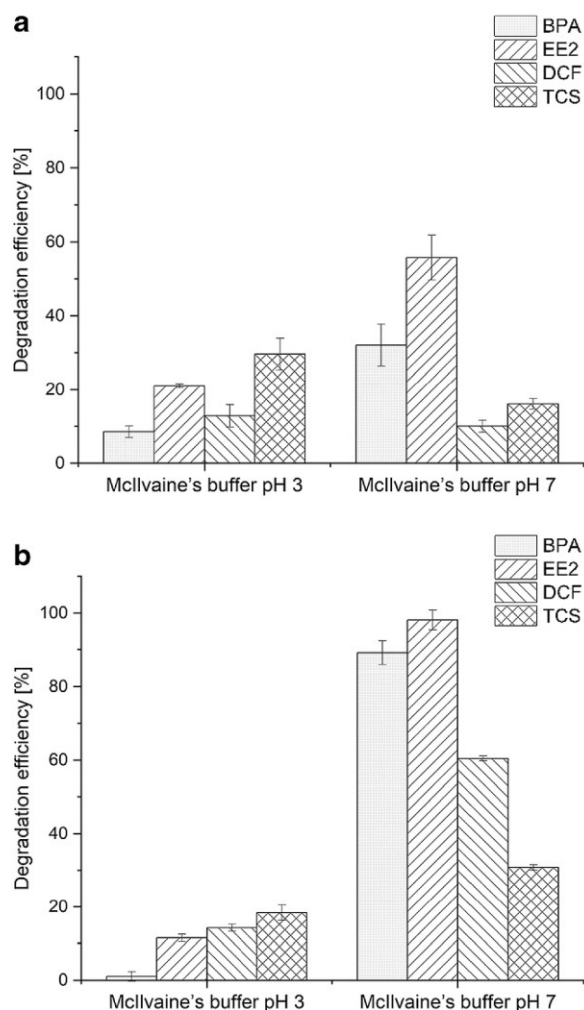 a
BPA
EE2
DCF
TCS
Degradation efficiency [%]
100
80
60
40
20
0
McIlvaine's buffer pH 3
McIlvaine's buffer pH 7
b
BPA
EE2
DCF
TCS
Degradation efficiency [%]
100
80
60
40
20
0
McIlvaine's buffer pH 3
McIlvaine's buffer pH 7